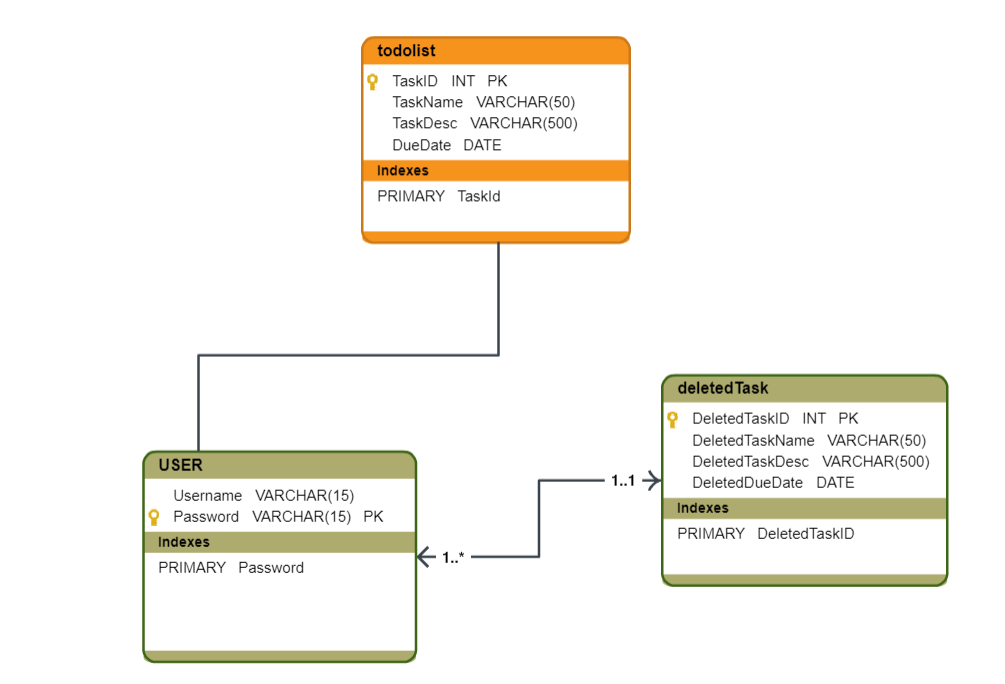 todolist
TaskID INT PK
TaskName VARCHAR(50)
TaskDesc VARCHAR(500)
DueDate DATE
Indexes
PRIMARY TaskId
deletedTask
DeletedTaskID INT PK
DeletedTaskName VARCHAR(50)
DeletedTaskDesc VARCHAR(500)
DeletedDueDate DATE
Indexes
PRIMARY DeletedTaskID
1..1
USER
Username VARCHAR(15)
Password VARCHAR(15) PK
Indexes
PRIMARY Password
1..*